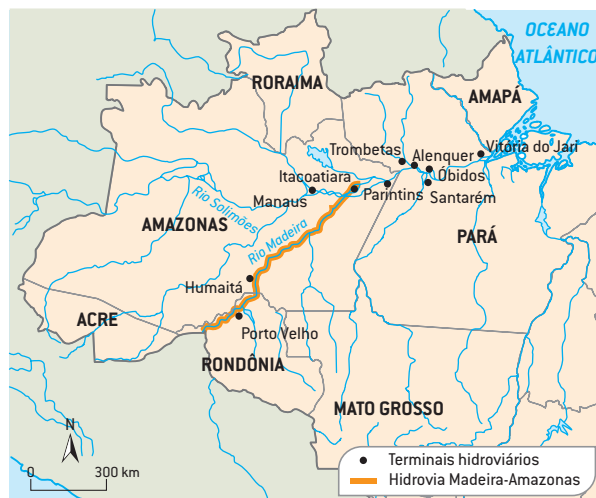 OCEANO
ATLÂNTICO
RORAIMA
AMAPÁ
Trombetas
Alenquer
Vitória do Jari
Itacoatiara
Óbidos
Manaus
Parintins
Santarém
Rio Solimões
AMAZONAS
Rio Madeira
PARÁ
Humaitá
ACRE
Porto Velho
RONDÔNIA
MATO GROSSO
N
0
300 km
Terminais hidroviários
Hidrovia Madeira-Amazonas